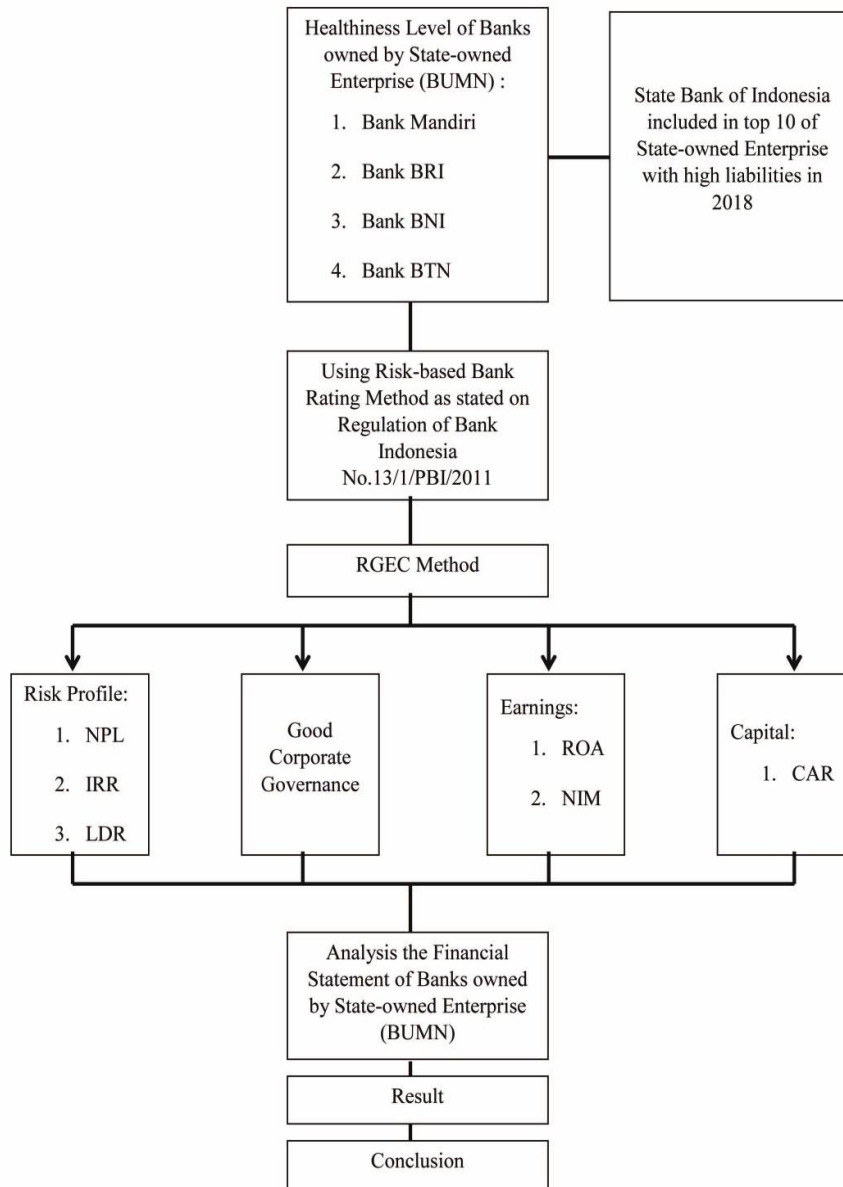 Healthiness Level of Banks
owned by State-owned
Enterprise (BUMN) :
1. Bank Mandiri
2. Bank BRI
3. Bank BNI
4. Bank BTN
State Bank of Indonesia
included in top 10 of
State-owned Enterprise
with high liabilities in
2018
Using Risk-based Bank
Rating Method as stated on
Regulation of Bank
Indonesia
No.13/1/PBI/2011
RGEC Method
Risk Profile:
1. NPL
2. IRR
3. LDR
Good
Corporate
Governance
Earnings:
1. ROA
2. NIM
Capital:
1. CAR
Analysis the Financial
Statement of Banks owned
by State-owned Enterprise
(BUMN)
Result
Conclusion